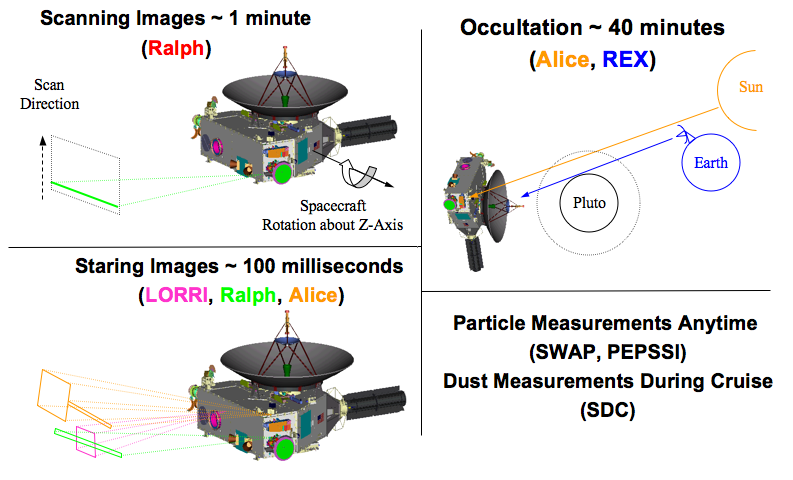 Scanning Images ~ 1 minute
(Ralph)
Scan
Direction
Spacecraft
Rotation about Z-Axis
Staring Images ~ 100 milliseconds
(LORRI, Ralph, Alice)
Occultation ~ 40 minutes
(Alice, REX)
Sun
Earth
Pluto
Particle Measurements Anytime
(SWAP, PEPSSI)
Dust Measurements During Cruise
(SDC)